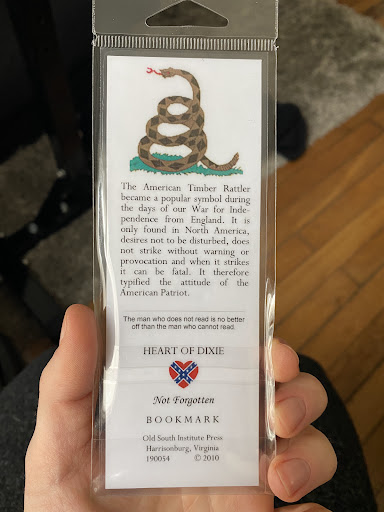 The American Timber Rattler
became a popular symbol during
the days of our War for Inde-
pendence from England. It is
only found in North America,
desires not to be disturbed, does
not strike without warning or
provocation and when it strikes
it can be fatal. It therefore
typified the attitude of the
American Patriot.
The man who does not read is no better
off than the man who cannot read.
HEART OF DIXIE
Not Forgotten
BOOKMARK
Old South Institute Press
Harrisonburg, Virginia
190054 © 2010